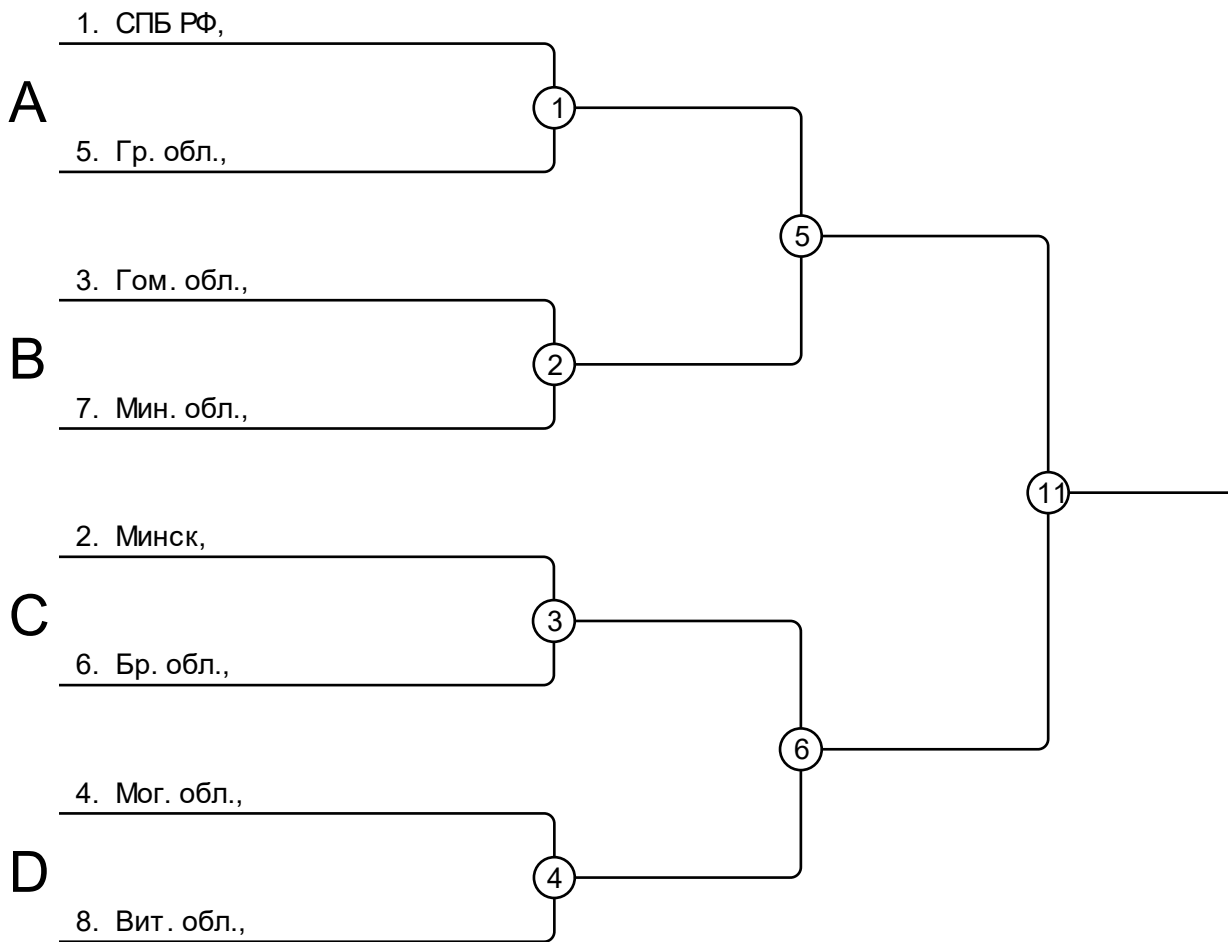 1. СПБ РФ,
A
1
5. Гр. обл.,
5
3. Гом. обл.,
B
2
7. Мин. обл.,
11
2. Минск,
C
3
6. Бр. обл.,
6
4. Мог. обл.,
D
4
8. Вит. обл.,